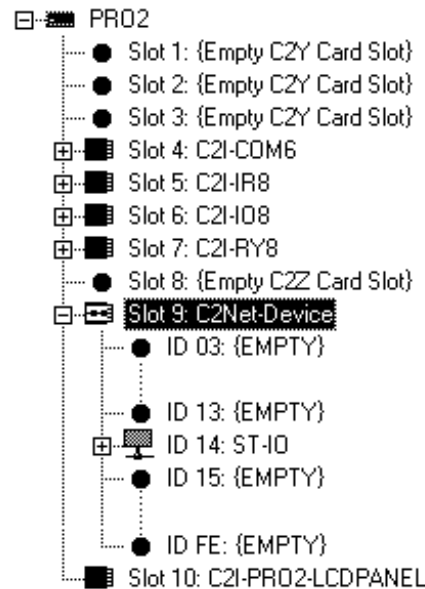 PRO2
Slot 1: {Empty C2Y Card Slot}
Slot 2: {Empty C2Y Card Slot}
Slot 3: {Empty C2Y Card Slot}
Slot 4: C2I-COM6
Slot 5: C2I-IR8
Slot 6: C2I-IO8
Slot 7: C2I-RY8
Slot 8: {Empty C2Z Card Slot}
Slot 9: C2Net-Device
ID 03: {EMPTY}
ID 13: {EMPTY}
ID 14: ST-IO
ID 15: {EMPTY}
ID FE: {EMPTY}
Slot 10: C2I-PRO2-LCDPANEL